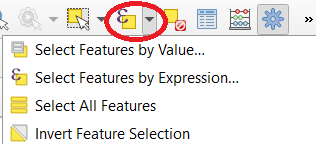 Select Features by Value...
Select Features by Expression...
Select All Features
Invert Feature Selection